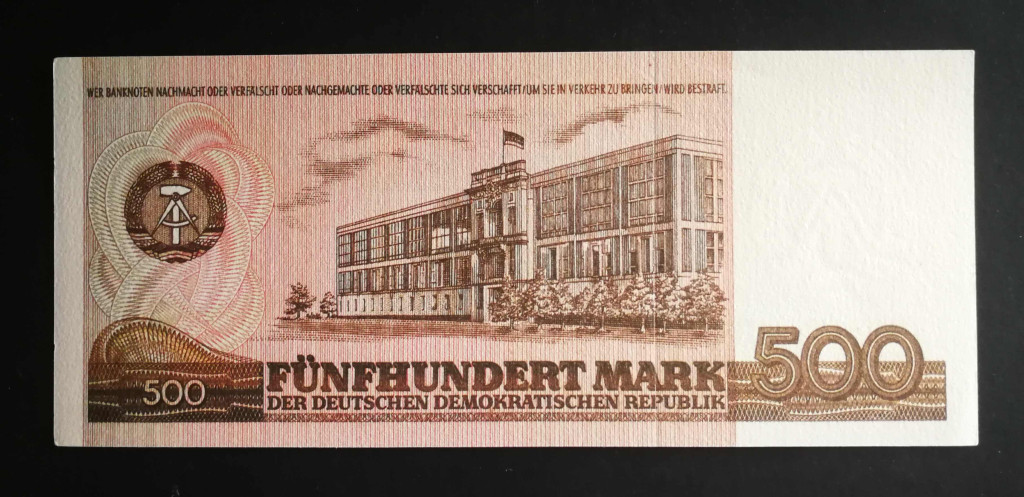 WER BANKNOTEN NACHMACHT ODER VERFÄLSCHT ODER NACHGEMACHTE ODER VERFÄLSCHTE SICH VERSCHAFFT/UM SIE IN VERKEHR ZU BRINGEN/WIRD BESTRAFT.
500
FÜNFHUNDERT MARK
DER DEUTSCHEN DEMOKRATISCHEN REPUBLIK
500